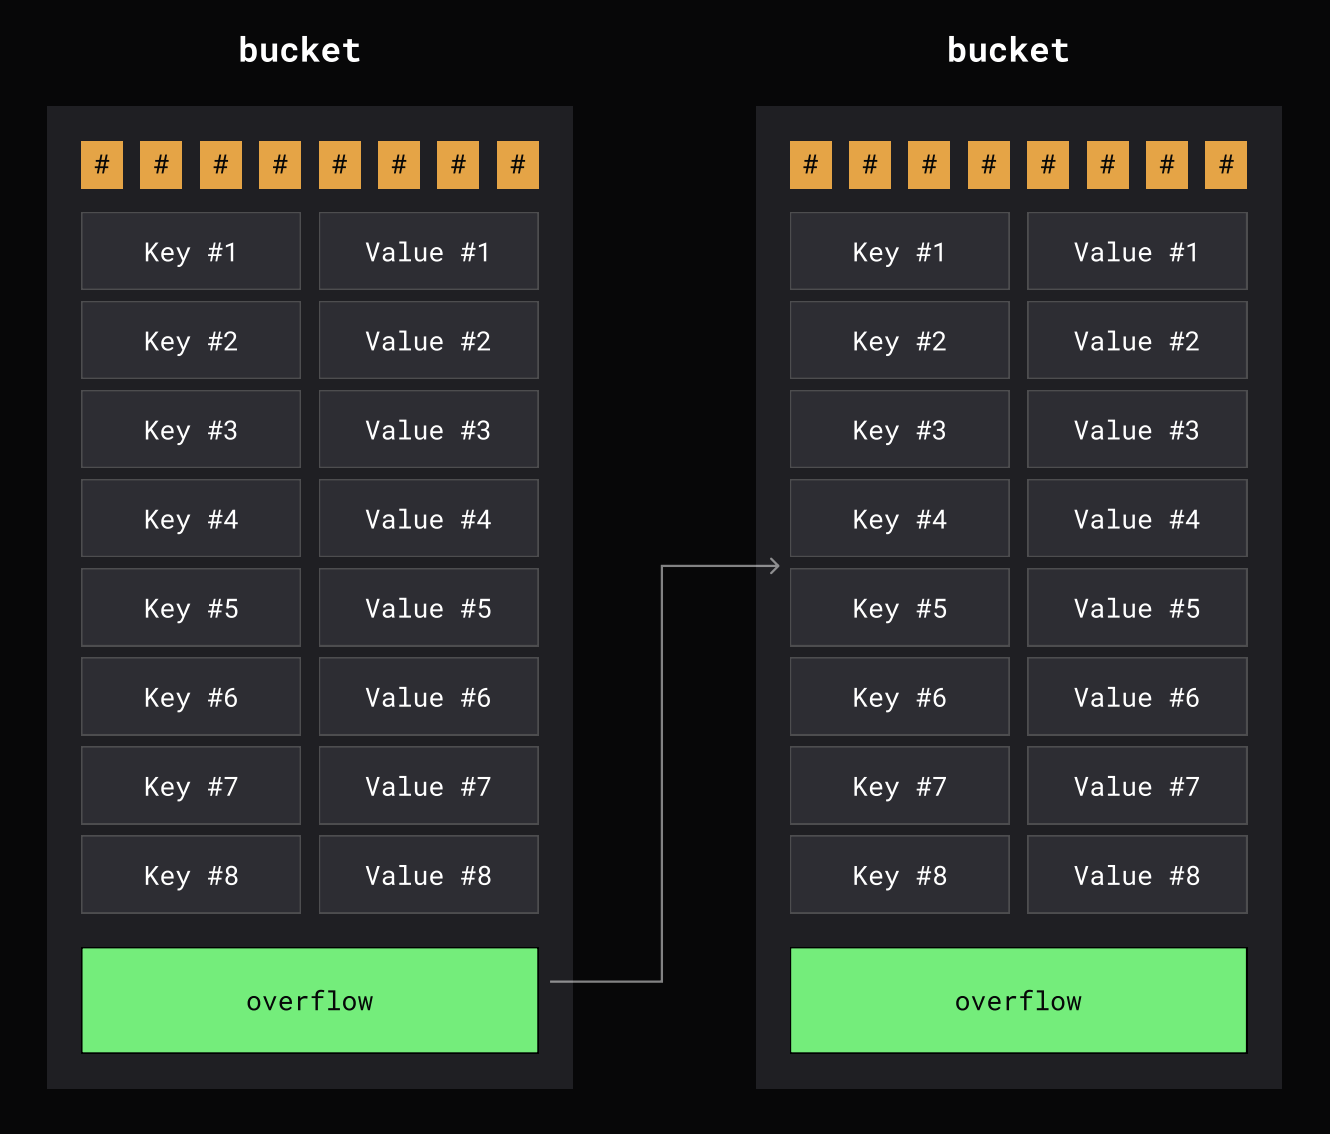 bucket
# # # # # # # #
Key #1 Value #1
Key #2 Value #2
Key #3 Value #3
Key #4 Value #4
Key #5 Value #5
Key #6 Value #6
Key #7 Value #7
Key #8 Value #8
overflow
bucket
# # # # # # # #
Key #1 Value #1
Key #2 Value #2
Key #3 Value #3
Key #4 Value #4
Key #5 Value #5
Key #6 Value #6
Key #7 Value #7
Key #8 Value #8
overflow